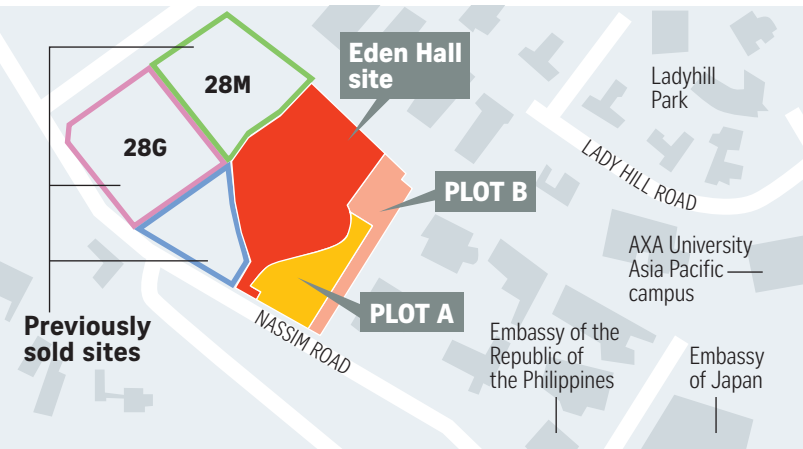 28M
28G
Eden Hall
site
Ladyhill
Park
LADY HILL ROAD
PLOT B
AXA University
Asia Pacific
campus
PLOT A
Previously
sold sites
NASSIM ROAD
Embassy of the
Republic of
the Philippines
Embassy
of Japan